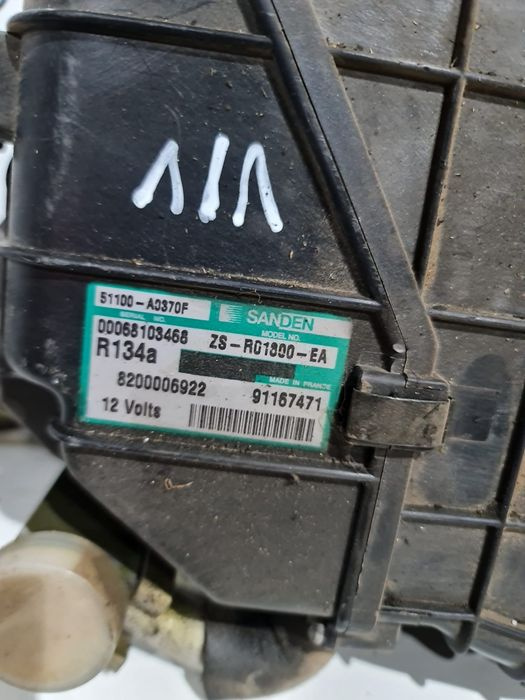 1/1
51100-A0370F
SANDEN
SERIAL NO.
MODEL NO.
00068103468
ZS-R01300-EA
R134a
MADE IN FRANCE
8200006922
91167471
12 Volts